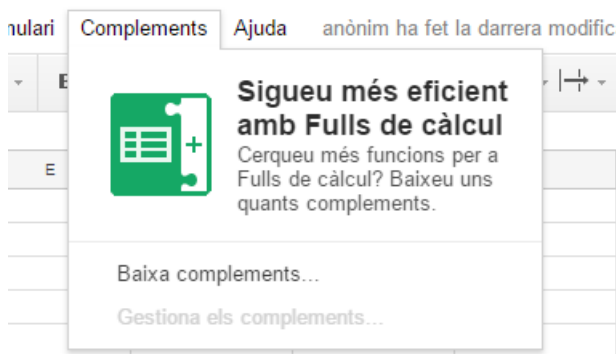 mulari Complements Ajuda anònim ha fet la darrera modific
Sigueu més eficient
amb Fulls de càlcul
Cerqueu més funcions per a
Fulls de càlcul? Baixeu uns
quants complements.
E
Baixa complements...
Gestiona els complements...